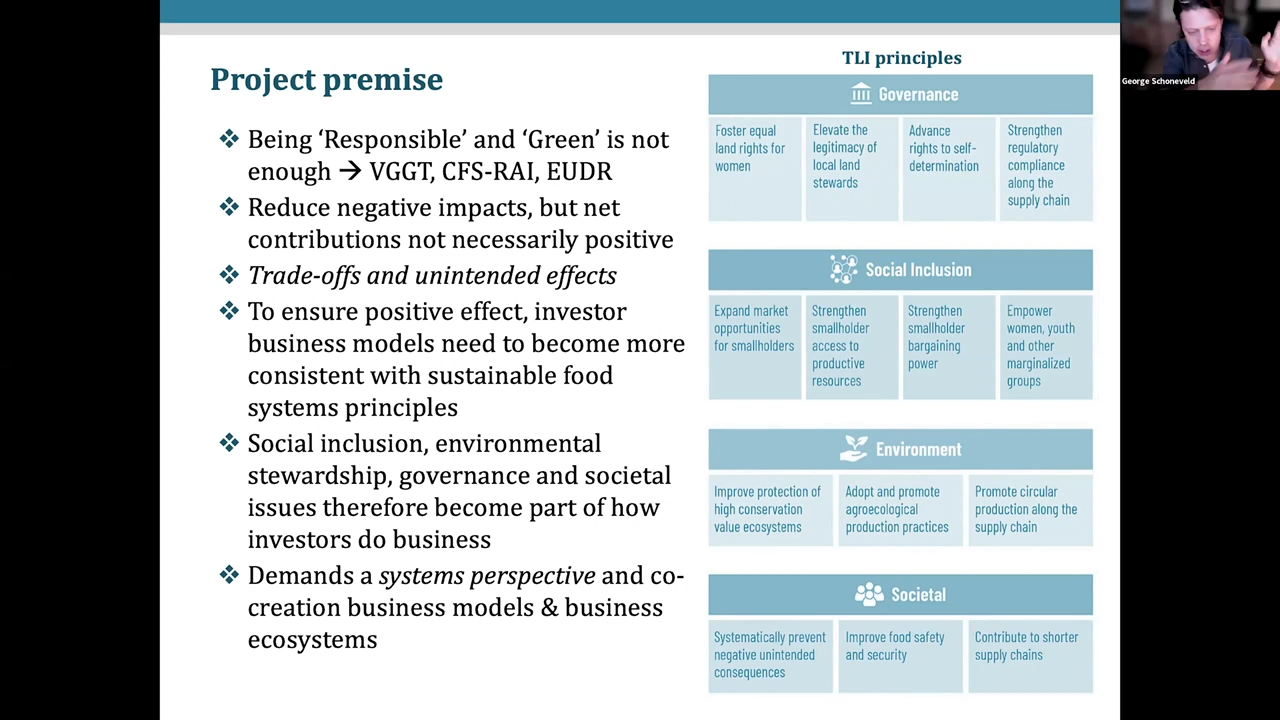 Project premise
❖ Being ‘Responsible’ and ‘Green’ is not
enough → VGGT, CFS-RAI, EUDR
❖ Reduce negative impacts, but net
contributions not necessarily positive
❖ Trade-offs and unintended effects
❖ To ensure positive effect, investor
business models need to become more
consistent with sustainable food
systems principles
❖ Social inclusion, environmental
stewardship, governance and societal
issues therefore become part of how
investors do business
❖ Demands a systems perspective and co-
creation business models & business
ecosystems
TLI principles
Governance
Foster equal
land rights for
women
Elevate the
legitimacy of
local land
stewards
Advance
rights to self-
determination
Strengthen
regulatory
compliance
along the
supply chain
Social Inclusion
Expand market
opportunities
for smallholders
Strengthen
smallholder
access to
productive
resources
Strengthen
smallholder
bargaining
power
Empower
women, youth
and other
marginalized
groups
Environment
Improve protection of
high conservation
value ecosystems
Adopt and promote
agroecological
production practices
Promote circular
production along the
supply chain
Societal
Systematically prevent
negative unintended
consequences
Improve food safety
and security
Contribute to shorter
supply chains
George Schoneveld